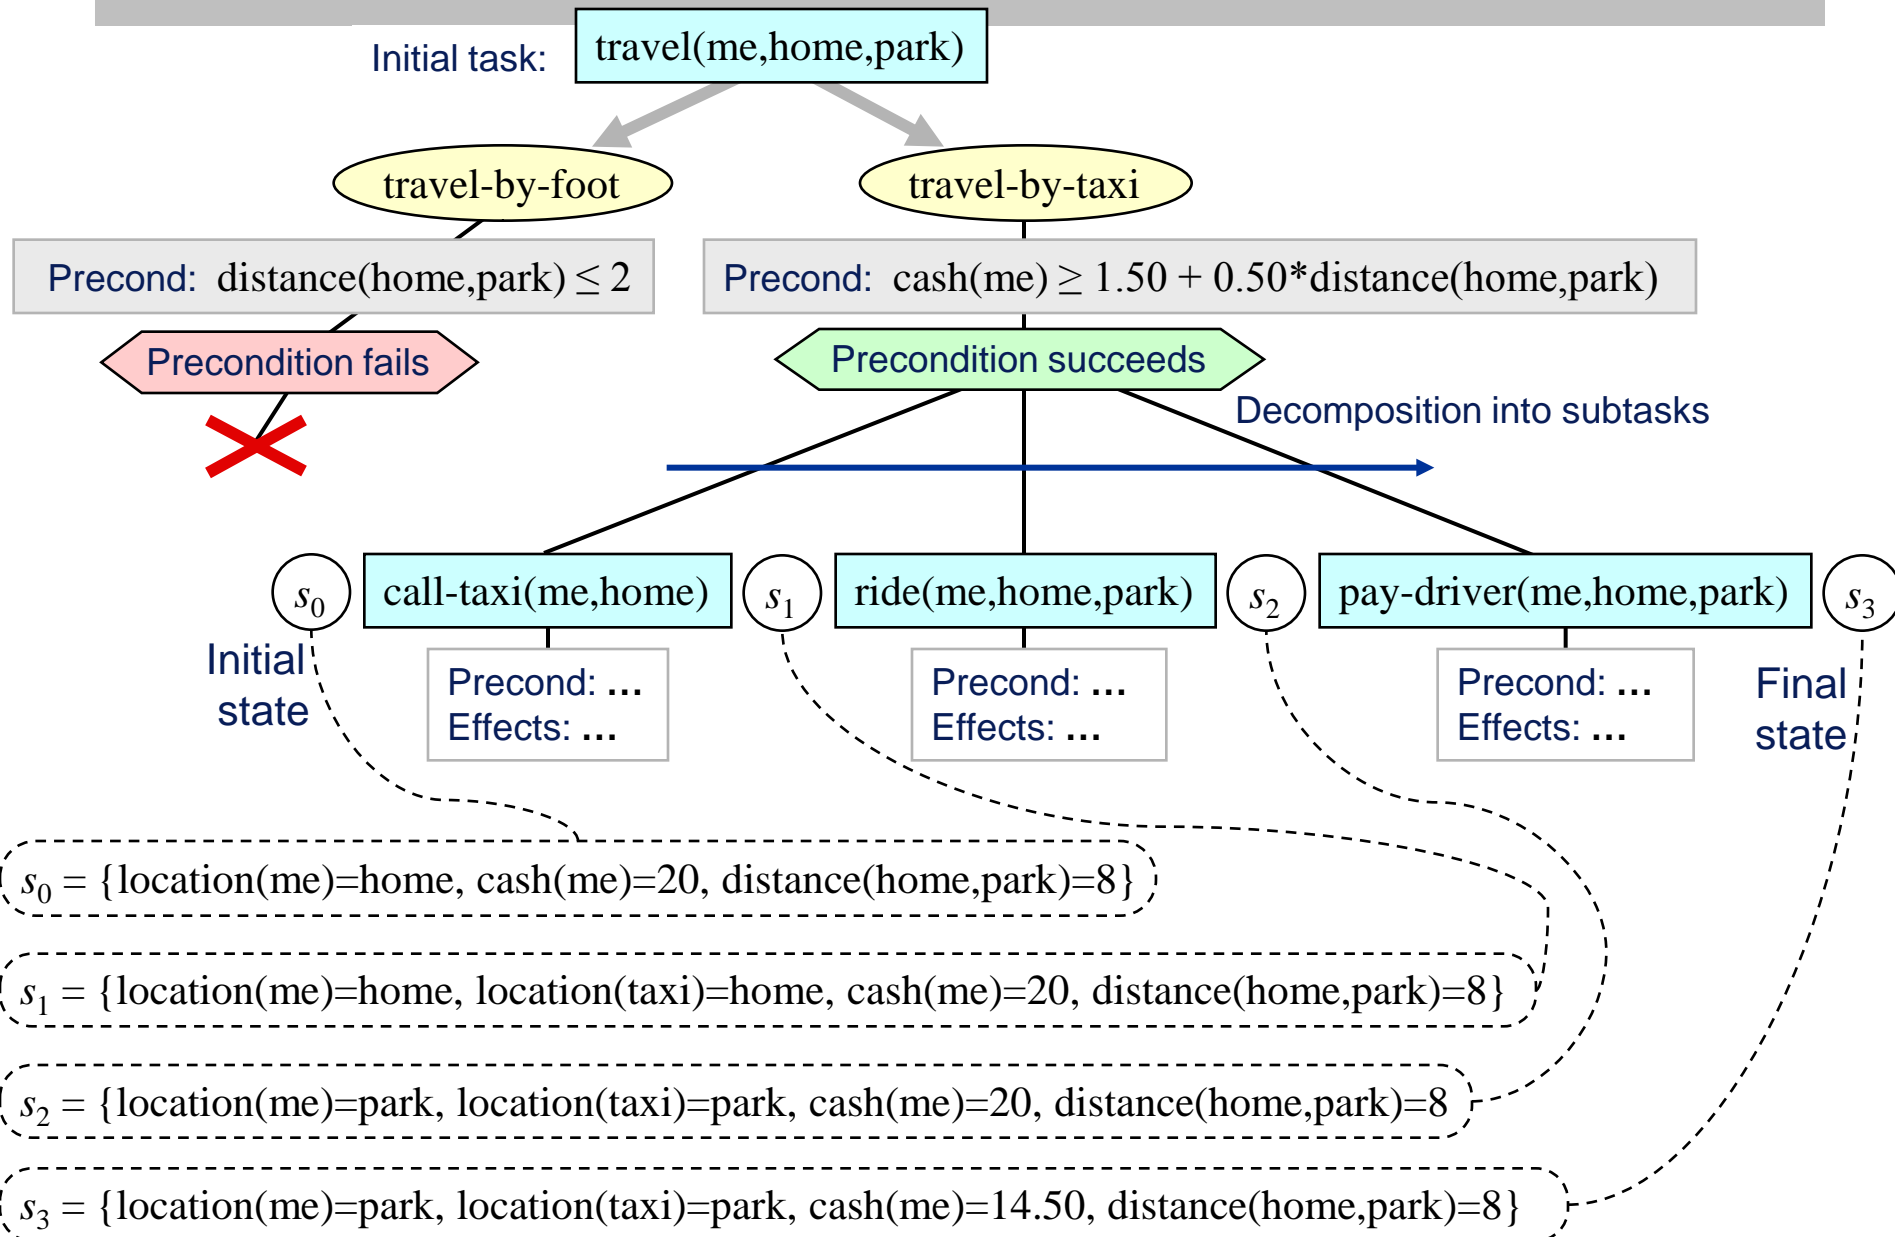 Initial task: travel(me,home,park)
travel-by-foot travel-by-taxi
Precond: distance(home,park) ≤ 2 Precond: cash(me) ≥ 1.50 + 0.50*distance(home,park)
Precondition fails Precondition succeeds
Decomposition into subtasks
s0 call-taxi(me,home) s1 ride(me,home,park) s2 pay-driver(me,home,park) s3
Initial
state
Precond: ...
Effects: ...
Precond: ...
Effects: ...
Precond: ...
Effects: ...
Final
state
s0 = {location(me)=home, cash(me)=20, distance(home,park)=8}
s1 = {location(me)=home, location(taxi)=home, cash(me)=20, distance(home,park)=8}
s2 = {location(me)=park, location(taxi)=park, cash(me)=20, distance(home,park)=8
s3 = {location(me)=park, location(taxi)=park, cash(me)=14.50, distance(home,park)=8}